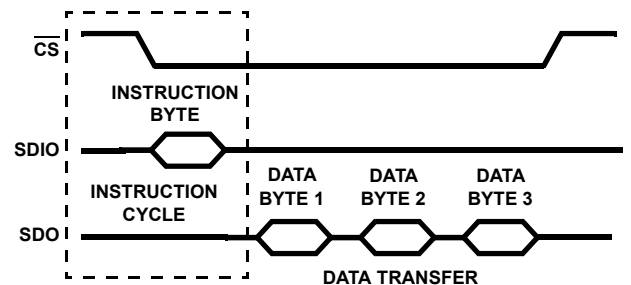 CS
INSTRUCTION
BYTE
SDIO
INSTRUCTION
CYCLE
DATA
BYTE 1
DATA
BYTE 2
DATA
BYTE 3
SDO
DATA TRANSFER